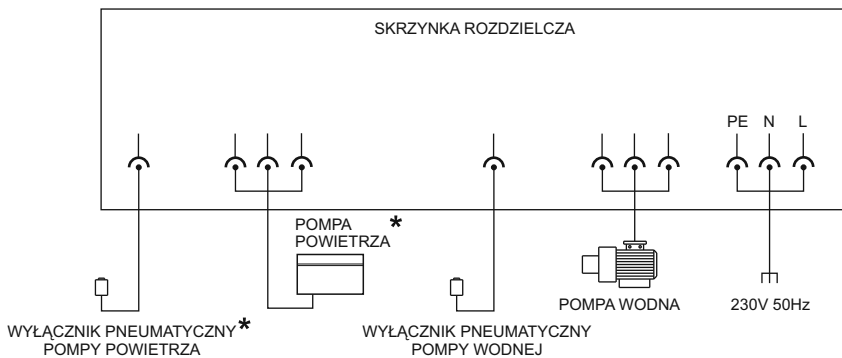 SKRZYNKA ROZDZIELCZA
PE N L
POMPA *
POWIETRZA
WYŁĄCZNIK PNEUMATYCZNY*
POMPY POWIETRZA
WYŁĄCZNIK PNEUMATYCZNY
POMPY WODNEJ
POMPA WODNA
230V 50Hz